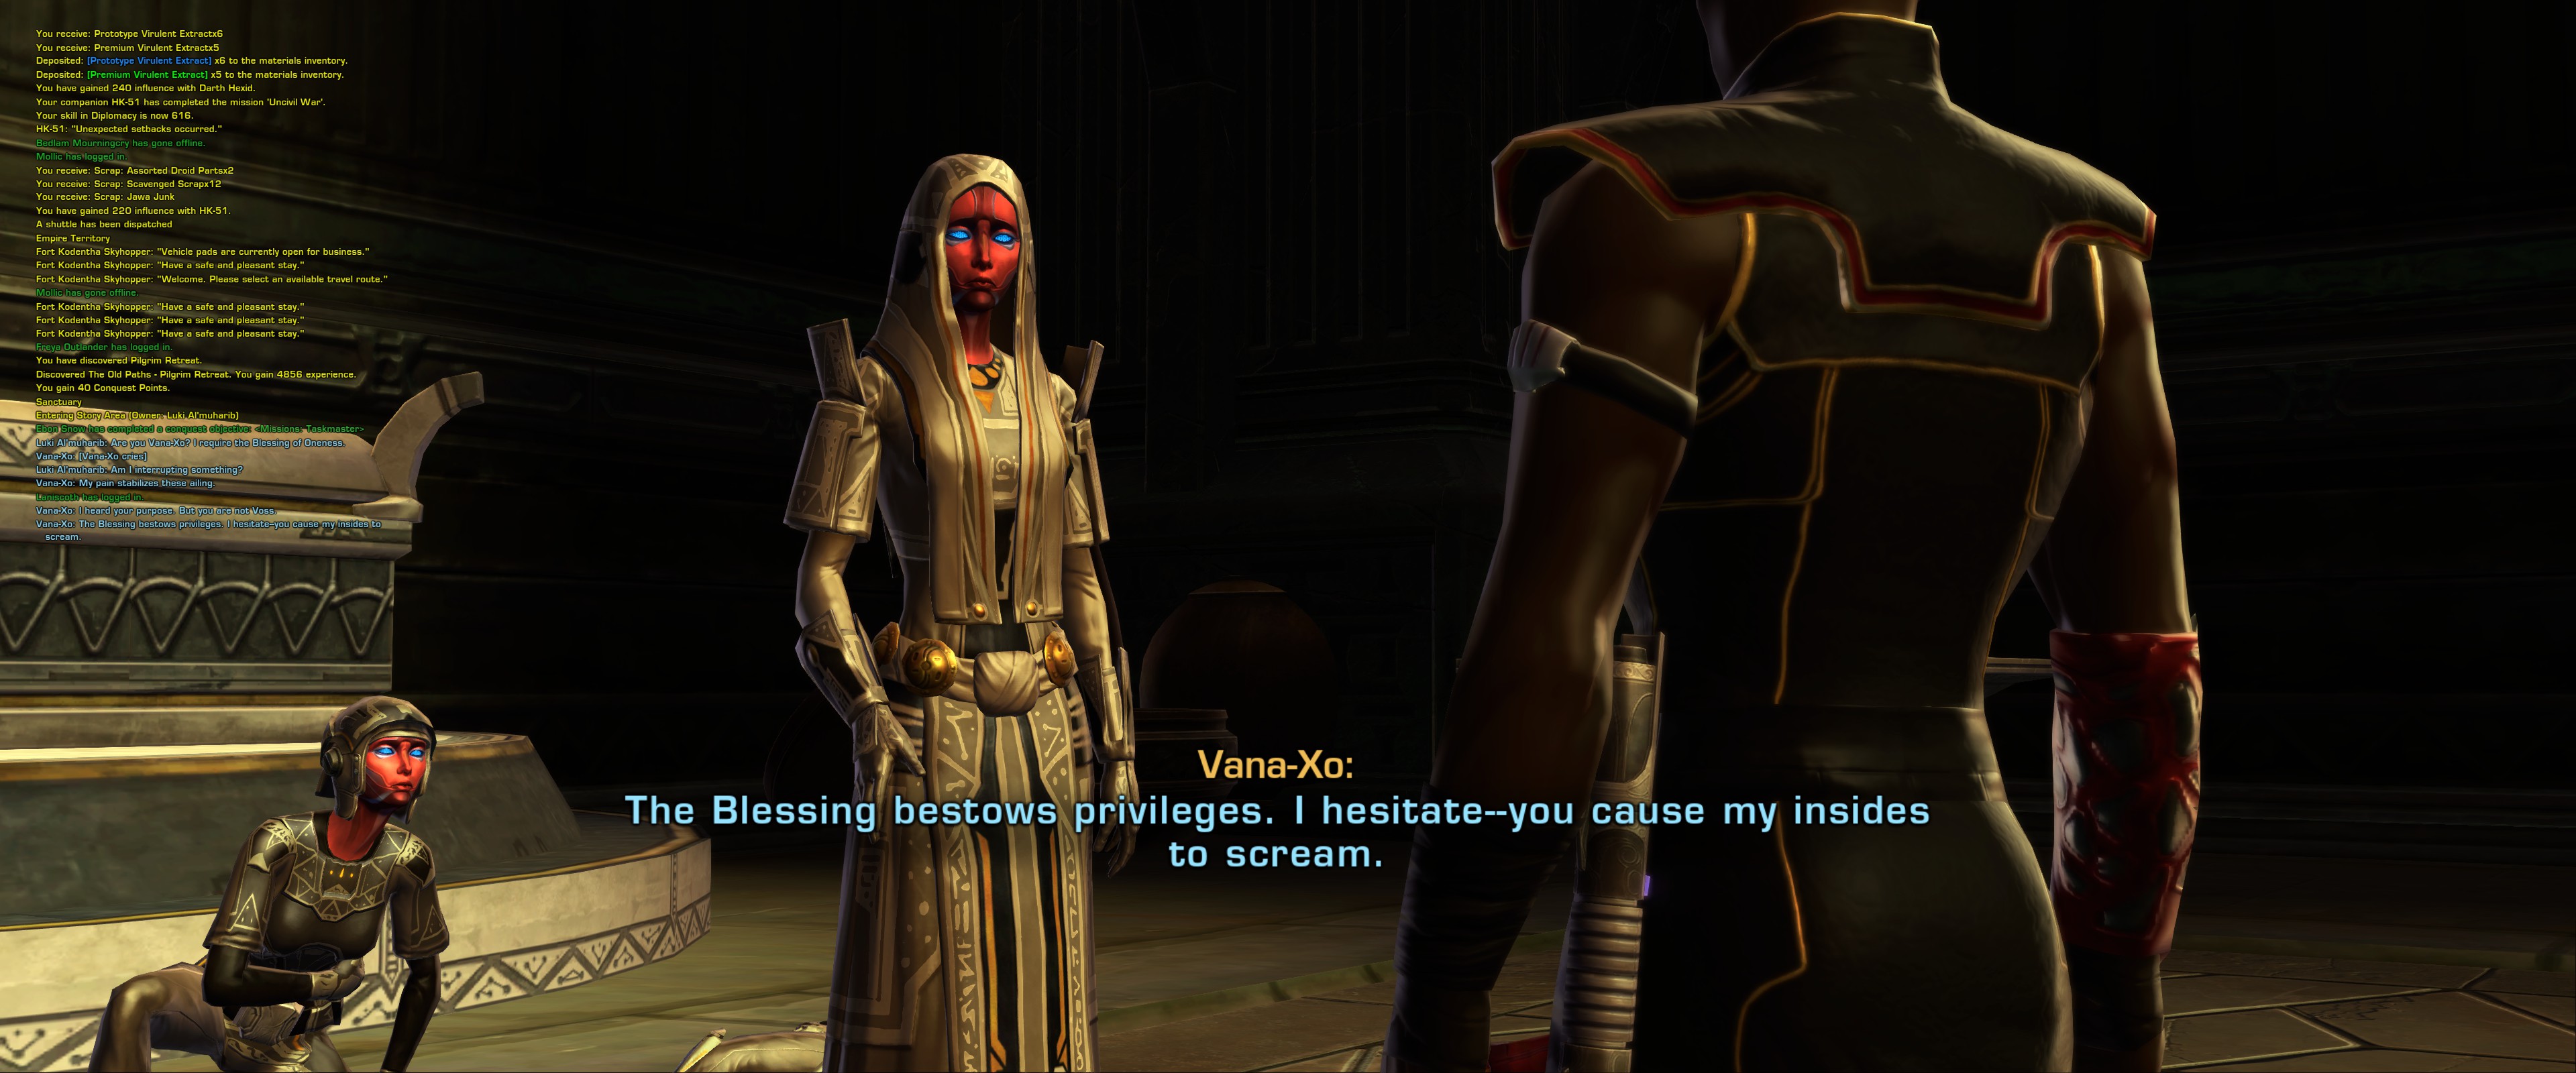 You receive: Prototype Virulent Extractx6
You receive: Premium Virulent Extractx5
Deposited: [Prototype Virulent Extract] x6 to the materials inventory.
Deposited: [Premium Virulent Extract] x5 to the materials inventory.
You have gained 240 influence with Darth Hexid.
Your companion HK-51 has completed the mission 'Uncivil War'.
Your skill in Diplomacy is now 616.
HK-51: "Unexpected setbacks occurred."
Bedlam Mourningcry has gone offline.
Mollic has logged in.
You receive: Scrap: Assorted Droid Partsx2
You receive: Scrap: Scavenged Scrapx12
You receive: Scrap: Jawa Junk
You have gained 220 influence with HK-51.
A shuttle has been dispatched
Empire Territory
Fort Kodentha Skyhopper: "Vehicle pads are currently open for business."
Fort Kodentha Skyhopper: "Have a safe and pleasant stay."
Fort Kodentha Skyhopper: "Welcome. Please select an available travel route."
Mollic has gone offline.
Fort Kodentha Skyhopper: "Have a safe and pleasant stay."
Fort Kodentha Skyhopper: "Have a safe and pleasant stay."
Fort Kodentha Skyhopper: "Have a safe and pleasant stay."
Freya Outlander has logged in.
You have discovered Pilgrim Retreat.
Discovered The Old Paths - Pilgrim Retreat. You gain 4856 experience.
You gain 40 Conquest Points.
Sanctuary
Entering Story Area (Owner: Luki Al'muharib)
Ebon Snow has completed a conquest objective: <Missions: Taskmaster>
Luki Al'muharib: Are you Vana-Xo? I require the Blessing of Oneness.
Vana-Xo: [Vana-Xo cries]
Luki Al'muharib: Am I interrupting something?
Vana-Xo: My pain stabilizes these ailing.
Laniscoth has logged in.
Vana-Xo: I heard your purpose. But you are not Voss.
Vana-Xo: The Blessing bestows privileges. I hesitate--you cause my insides to
scream.
Vana-Xo:
The Blessing bestows privileges. I hesitate--you cause my insides
to scream.